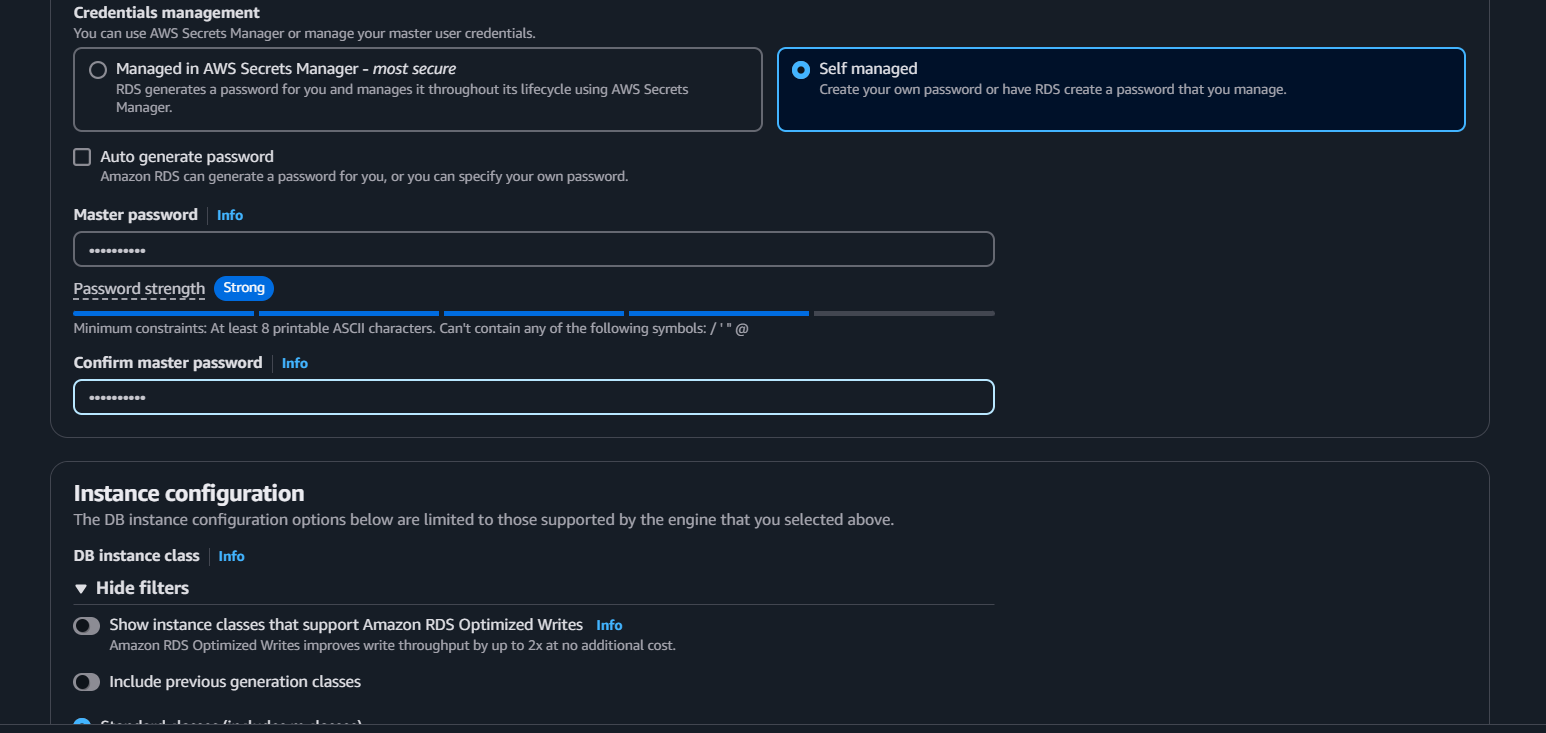 Credentials management
You can use AWS Secrets Manager or manage your master user credentials.
Managed in AWS Secrets Manager - most secure
RDS generates a password for you and manages it throughout its lifecycle using AWS Secrets
Manager.
Self managed
Create your own password or have RDS create a password that you manage.
Auto generate password
Amazon RDS can generate a password for you, or you can specify your own password.
Master password Info
••••••••••
Password strength Strong
Minimum constraints: At least 8 printable ASCII characters. Can't contain any of the following symbols: / ' " @
Confirm master password Info
••••••••••
Instance configuration
The DB instance configuration options below are limited to those supported by the engine that you selected above.
DB instance class Info
▼ Hide filters
Show instance classes that support Amazon RDS Optimized Writes Info
Amazon RDS Optimized Writes improves write throughput by up to 2x at no additional cost.
Include previous generation classes
Standard classes (includes m classes)